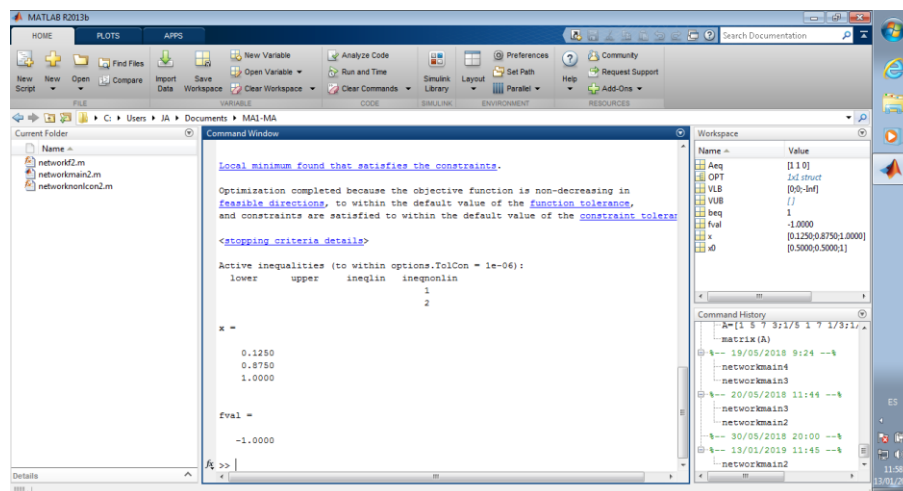 MATLAB R2013b
HOME PLOTS APPS
Search Documentation
New Script
New
Open
Find Files
Compare
Import Data
Save Workspace
New Variable
Open Variable
Clear Workspace
Analyze Code
Run and Time
Clear Commands
Simulink Library
Layout
Preferences
Set Path
Parallel
Help
Community
Request Support
Add-Ons
FILE VARIABLE CODE SIMULINK ENVIRONMENT RESOURCES
C: Users JA Documents MA1-MA
Current Folder
Name
networkf2.m
networkmain2.m
networknonlcon2.m
Details
Command Window
Local minimum found that satisfies the constraints.
Optimization completed because the objective function is non-decreasing in
feasible directions, to within the default value of the function tolerance,
and constraints are satisfied to within the default value of the constraint toleran
<stopping criteria details>
Active inequalities (to within options.TolCon = 1e-06):
lower upper ineqlin ineqnonlin
1
2
x =
0.1250
0.8750
1.0000
fval =
-1.0000
fx >>
Workspace
Name Value
Aeq [1 1 0]
OPT 1x1 struct
VLB [0;0;-Inf]
VUB []
beq 1
fval -1.0000
x [0.1250;0.8750;1.0000]
x0 [0.5000;0.5000;1]
Command History
A=[1 5 7 3;1/5 1 7 1/3;1/
matrix(A)
%-- 19/05/2018 9:24 --%
networkmain4
networkmain3
%-- 20/05/2018 11:44 --%
networkmain3
networkmain2
%-- 30/05/2018 20:00 --%
%-- 13/01/2019 11:45 --%
networkmain2
ES
11:58
13/01/20